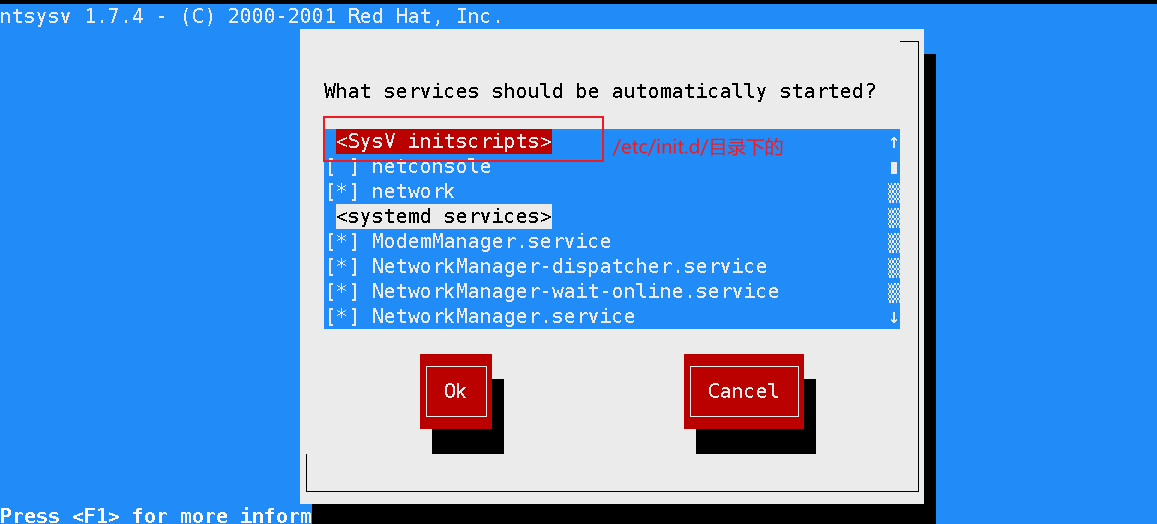 ntsysv 1.7.4 - (C) 2000-2001 Red Hat, Inc.
What services should be automatically started?
<SysV initscripts>
/etc/init.d/目录下的
[ ] netconsole
[*] network
<systemd services>
[*] ModemManager.service
[*] NetworkManager-dispatcher.service
[*] NetworkManager-wait-online.service
[*] NetworkManager.service
Ok
Cancel
Press <F1> for more inform